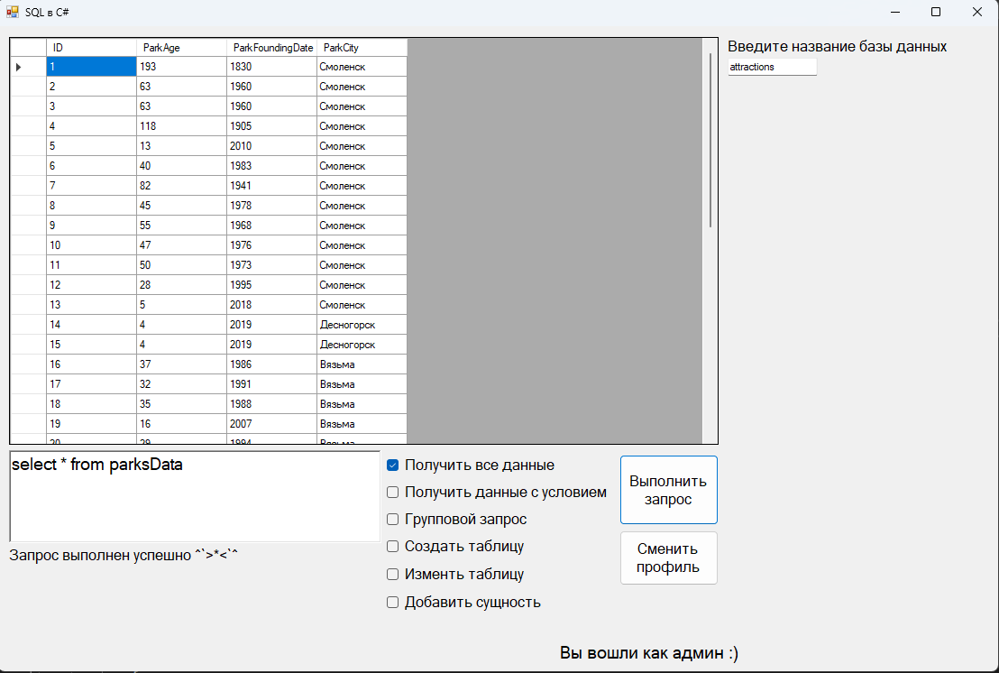 SQL в C#
ID ParkAge ParkFoundingDate ParkCity
1 193 1830 Смоленск
2 63 1960 Смоленск
3 63 1960 Смоленск
4 118 1905 Смоленск
5 13 2010 Смоленск
6 40 1983 Смоленск
7 82 1941 Смоленск
8 45 1978 Смоленск
9 55 1968 Смоленск
10 47 1976 Смоленск
11 50 1973 Смоленск
12 28 1995 Смоленск
13 5 2018 Смоленск
14 4 2019 Десногорск
15 4 2019 Десногорск
16 37 1986 Вязьма
17 32 1991 Вязьма
18 35 1988 Вязьма
19 16 2007 Вязьма
20 29 1994 Вязьма
Введите название базы данных
attractions
select * from parksData
Запрос выполнен успешно ^`>*<`^
Получить все данные
Получить данные с условием
Групповой запрос
Создать таблицу
Изменть таблицу
Добавить сущность
Выполнить
запрос
Сменить
профиль
Вы вошли как админ :)